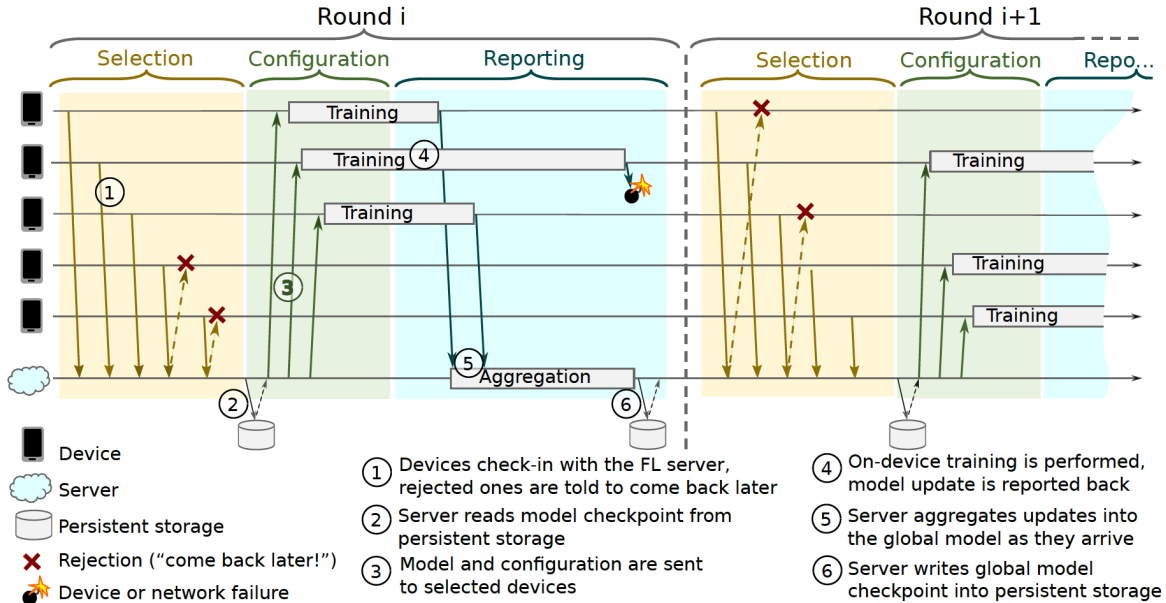 Round i
Round i+1
Selection
Configuration
Reporting
Selection
Configuration
Repo...
Training
Training
4
Training
1
3
Training
Training
Training
5
Aggregation
2
6
Device
Server
Persistent storage
Rejection (“come back later!”)
Device or network failure
1 Devices check-in with the FL server,
rejected ones are told to come back later
2 Server reads model checkpoint from
persistent storage
3 Model and configuration are sent
to selected devices
4 On-device training is performed,
model update is reported back
5 Server aggregates updates into
the global model as they arrive
6 Server writes global model
checkpoint into persistent storage